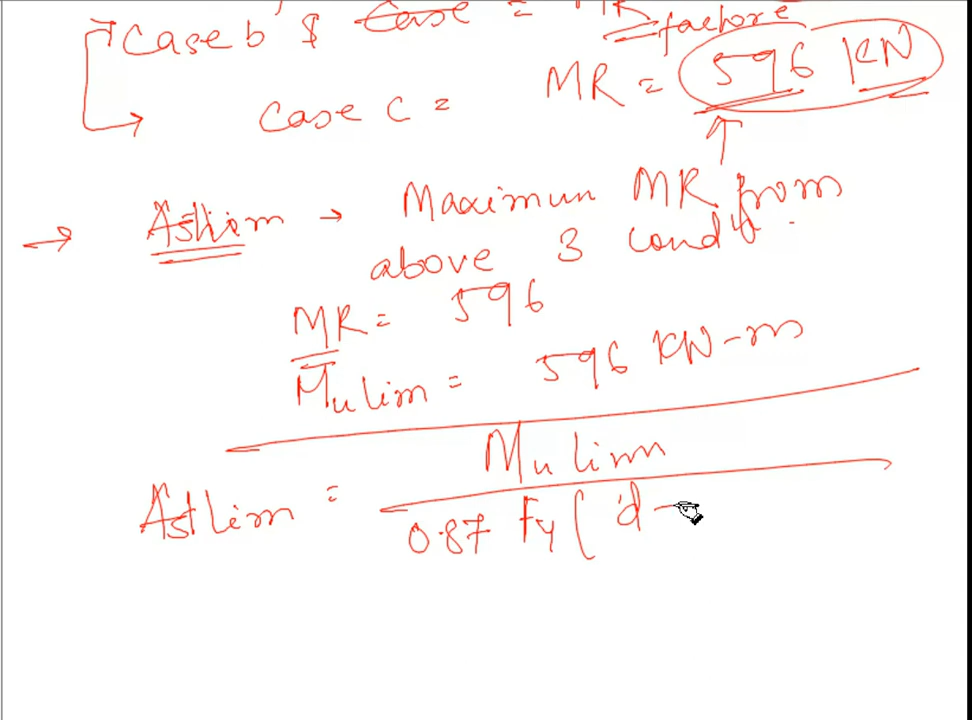 Case b & Case = MR
factore
Case c = MR = 596 KN
→ Astlim → Maximum MR from
above 3 cond
MR = 596
Mulim = 596 KN-m
Astlim = Mulim
0.87 Fy ( d -